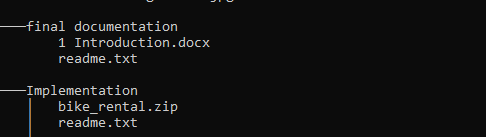 final documentation
1 Introduction.docx
readme.txt
Implementation
bike_rental.zip
readme.txt